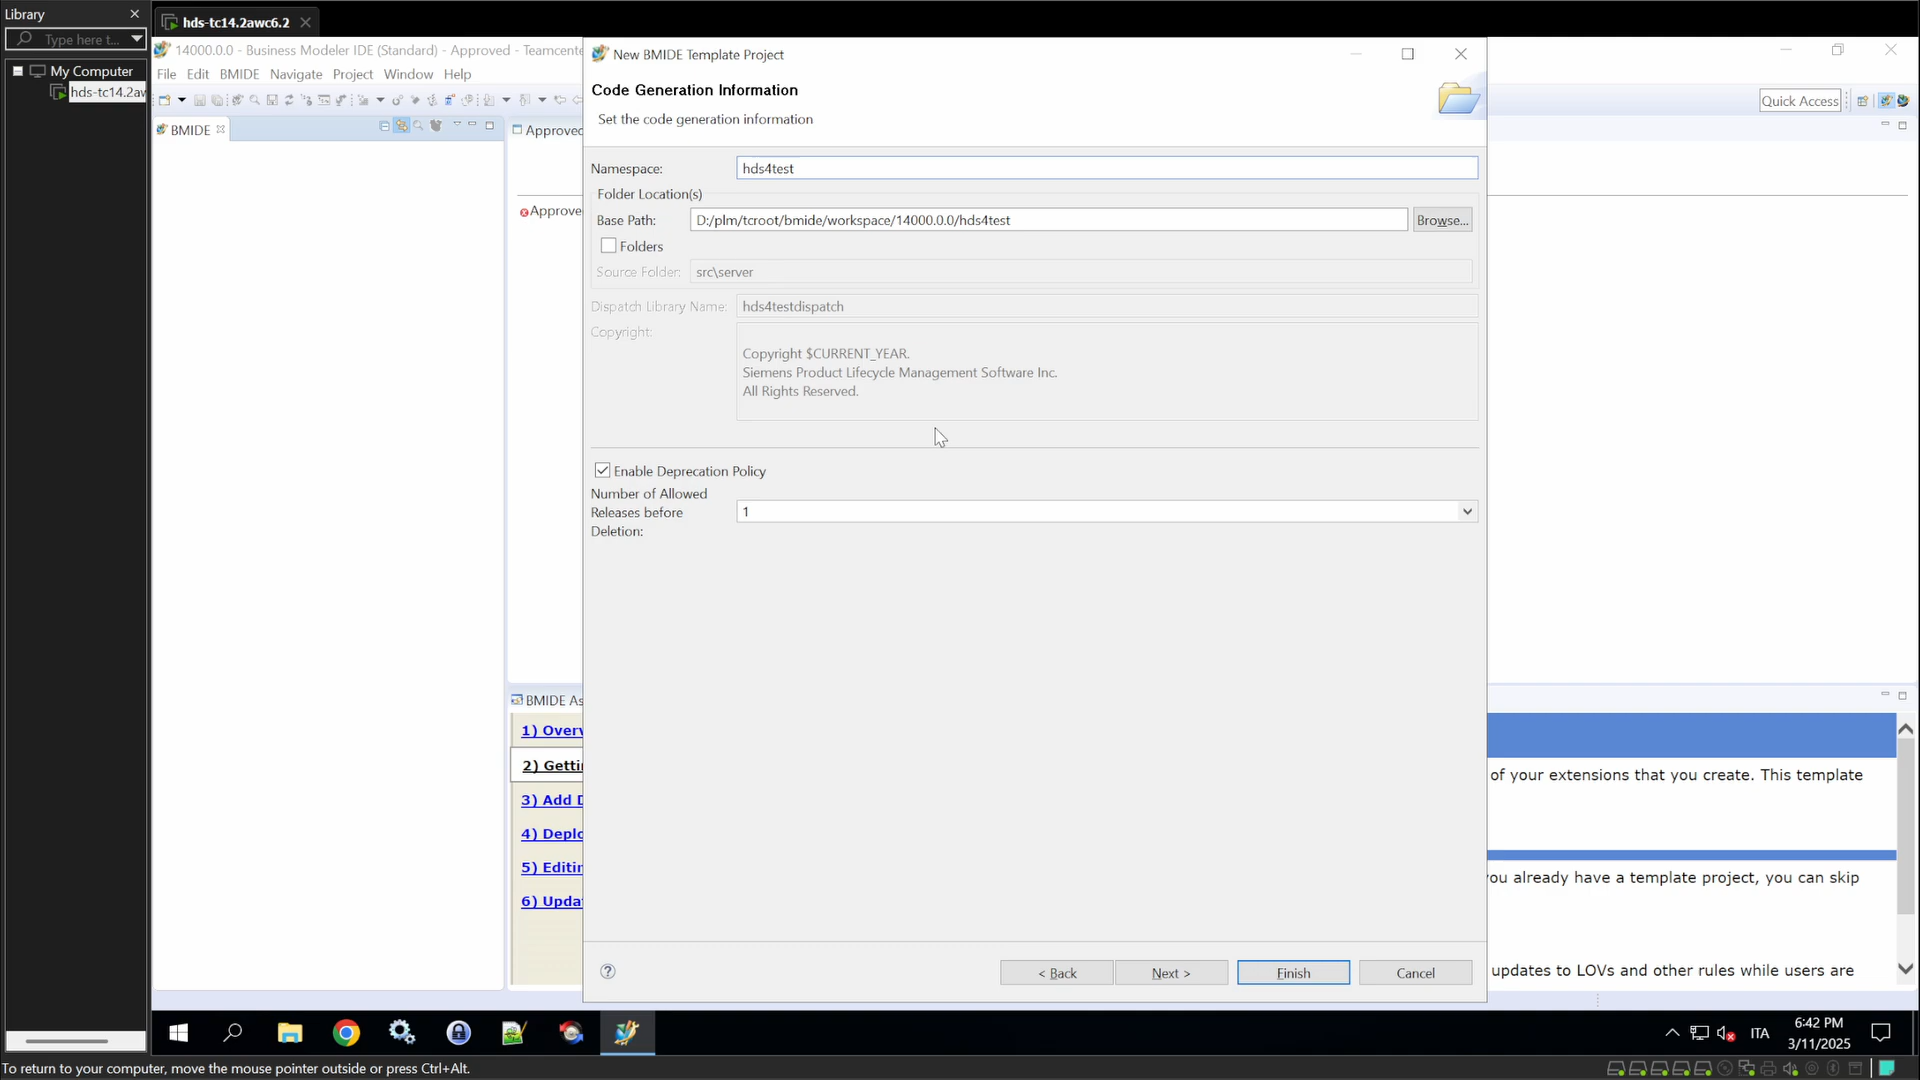 Library
hds-tc14.2awc6.2
Type here t...
My Computer
hds-tc14.2aw
14000.0.0 - Business Modeler IDE (Standard) - Approved - Teamcente
File Edit BMIDE Navigate Project Window Help
Quick Access
BMIDE
Approved
Approve
New BMIDE Template Project
Code Generation Information
Set the code generation information
Namespace: hds4test
Folder Location(s)
Base Path: D:/plm/tcroot/bmide/workspace/14000.0.0/hds4test Browse...
Folders
Source Folder: src\server
Dispatch Library Name: hds4testdispatch
Copyright:
Copyright $CURRENT_YEAR.
Siemens Product Lifecycle Management Software Inc.
All Rights Reserved.
Enable Deprecation Policy
Number of Allowed
Releases before
Deletion:
1
BMIDE As
1) Overv
2) Gettin
3) Add D
4) Deplo
5) Editin
6) Updat
of your extensions that you create. This template
you already have a template project, you can skip
updates to LOVs and other rules while users are
< Back Next > Finish Cancel
ITA
6:42 PM
3/11/2025
To return to your computer, move the mouse pointer outside or press Ctrl+Alt.